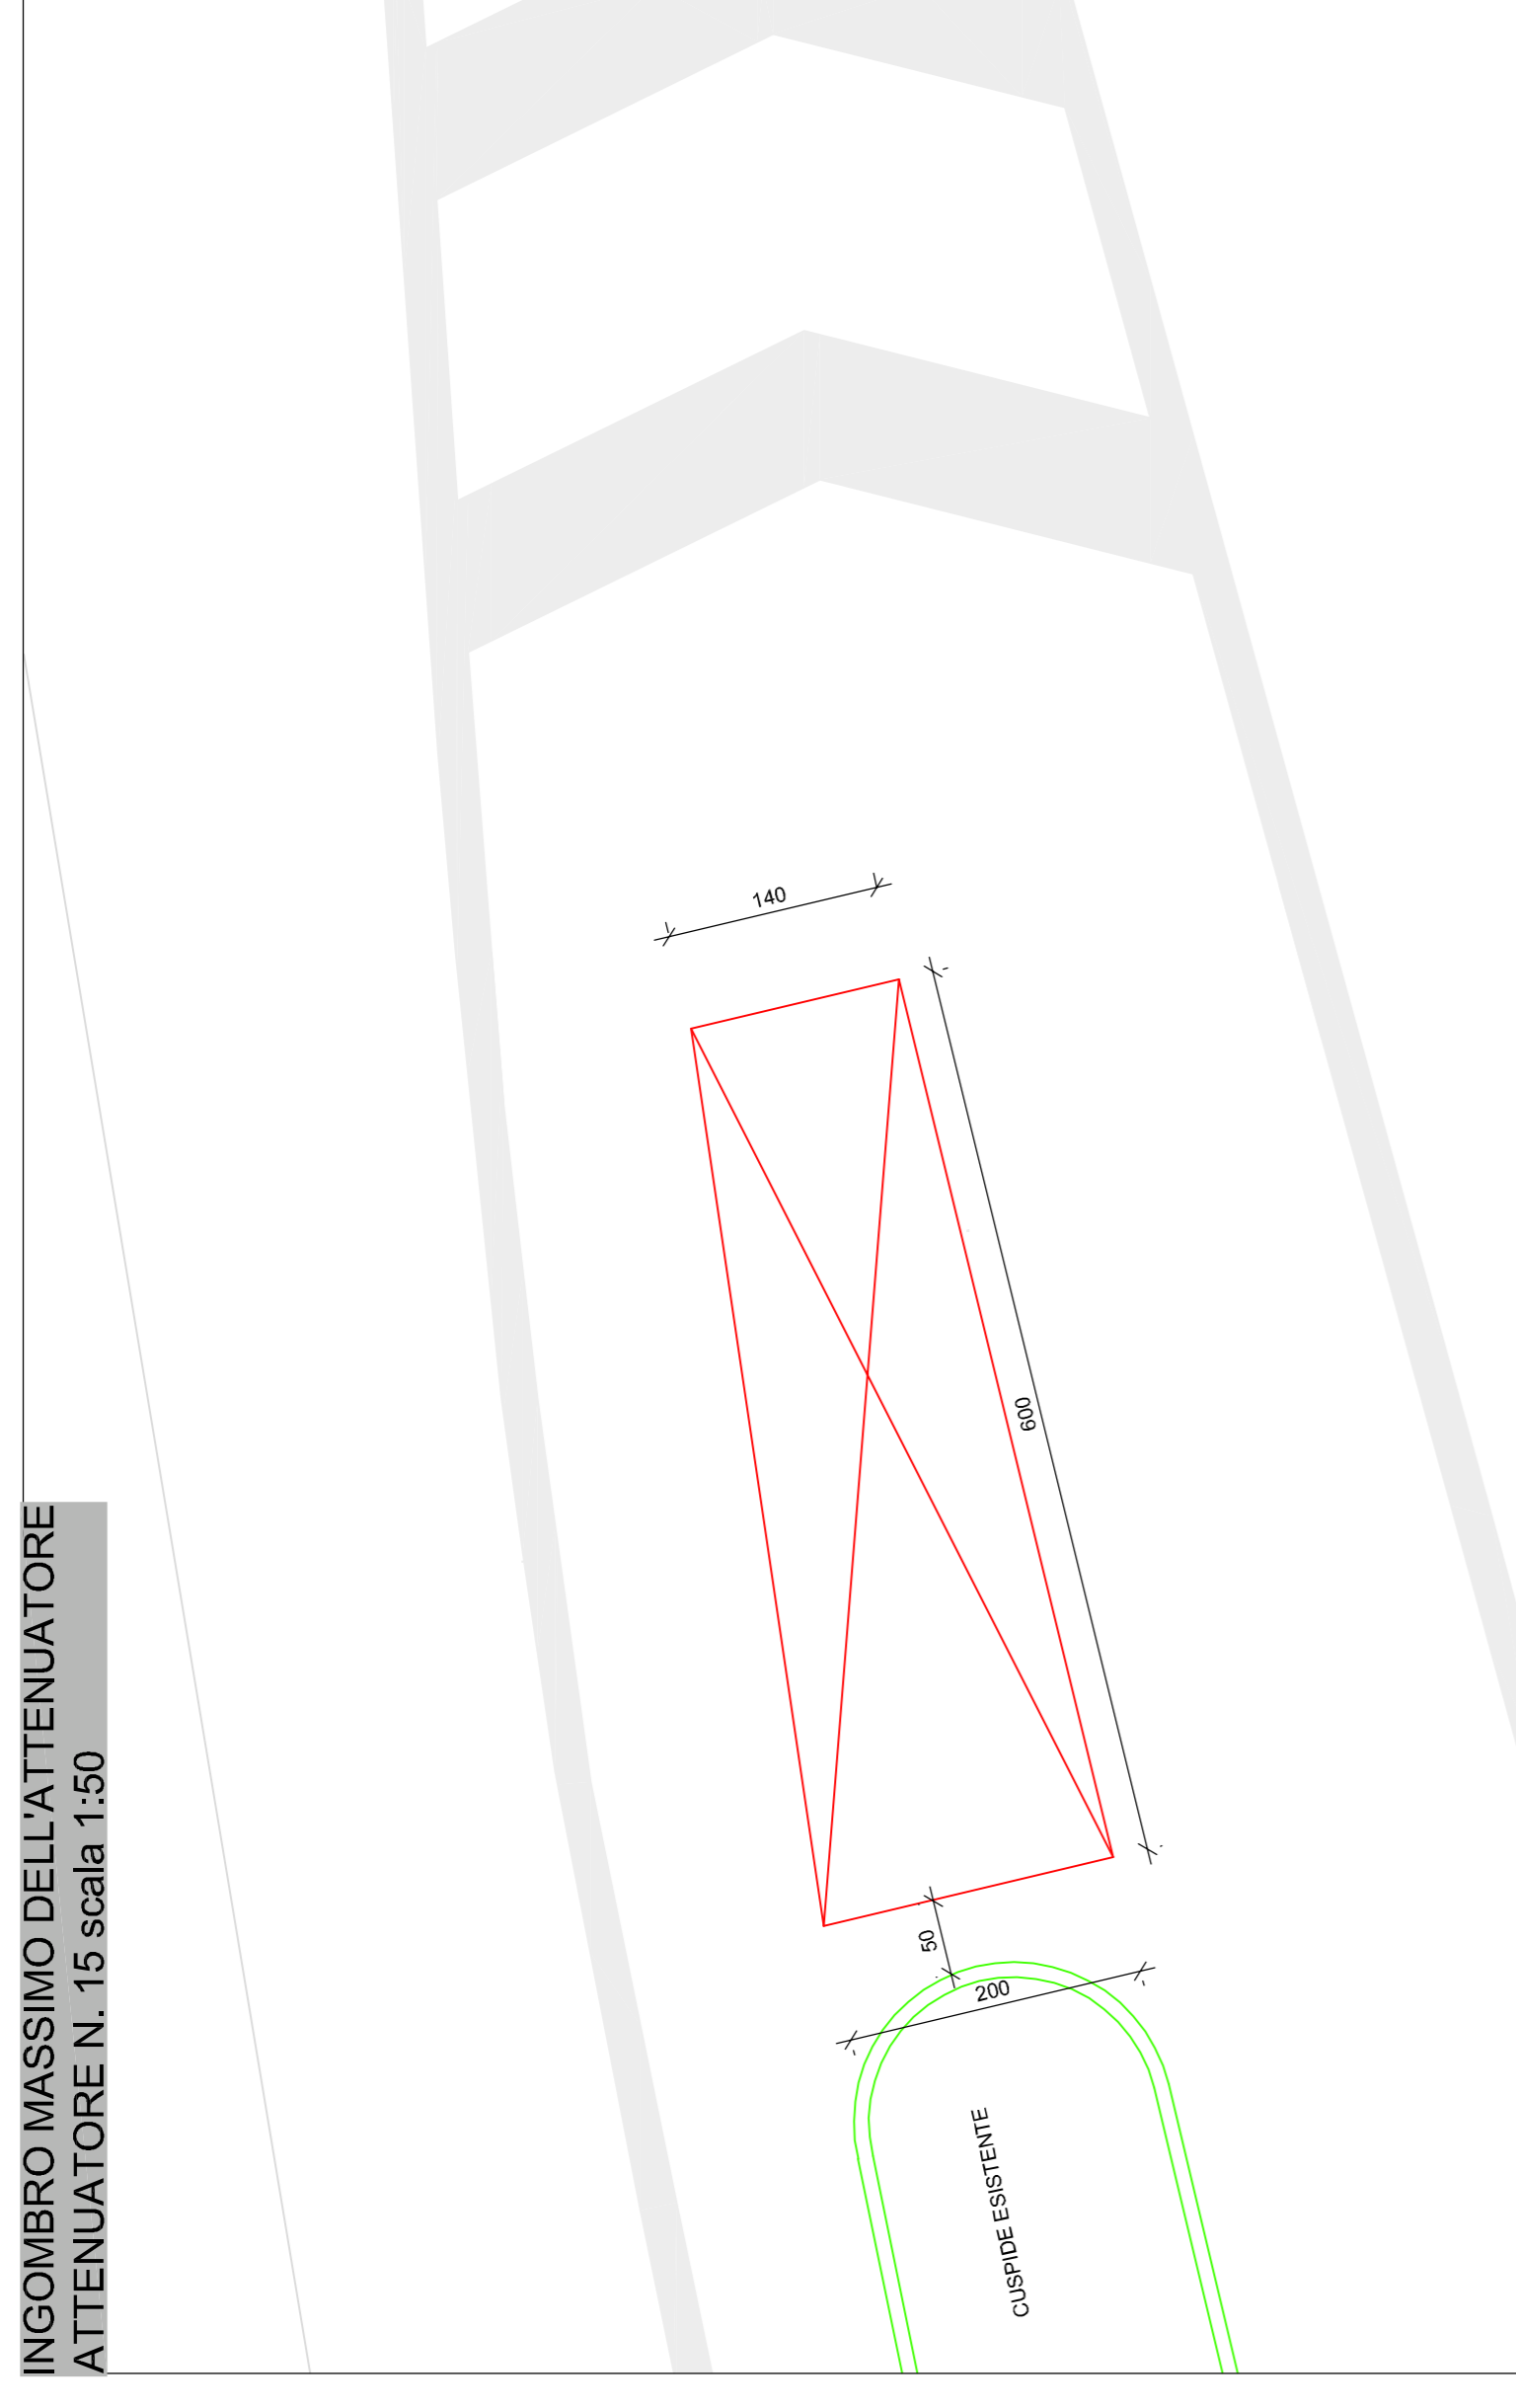 INGOMBRO MASSIMO DELL'ATTENUATORE
ATTENUATORE N. 15 scala 1:50
140
600
50
200
CUSPIDE ESISTENTE